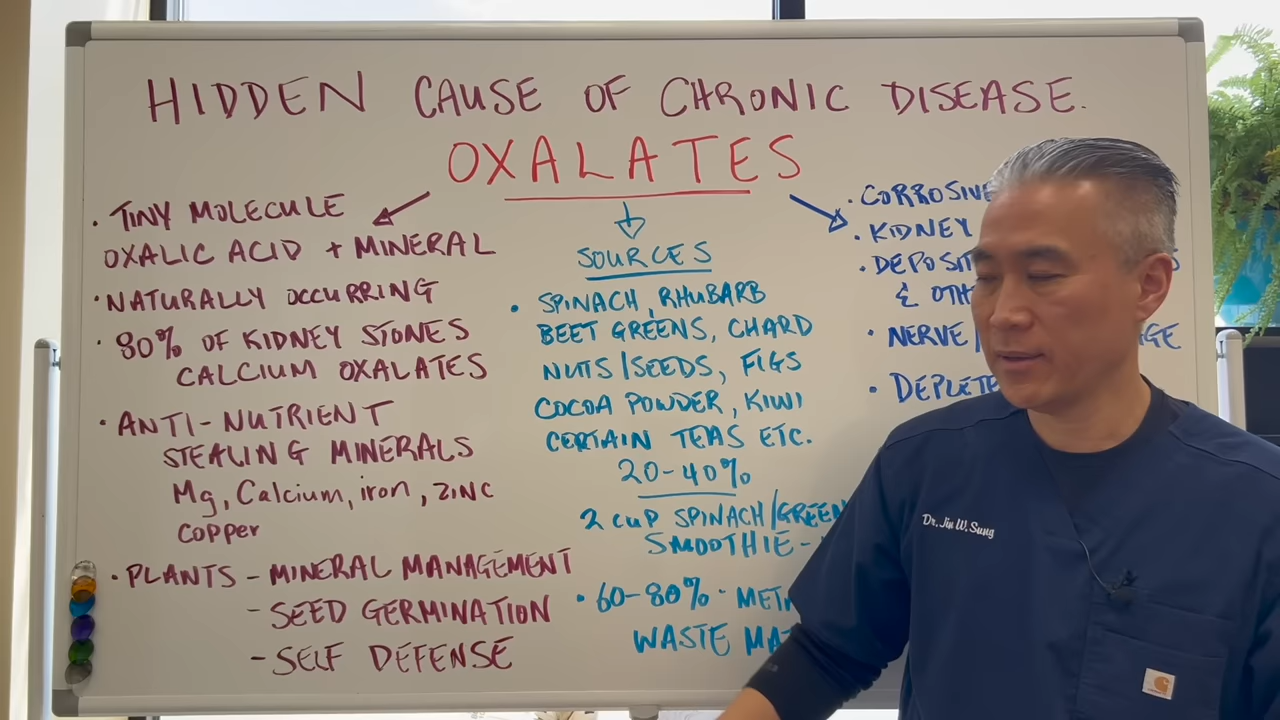 HIDDEN CAUSE OF CHRONIC DISEASE.
OXALATES
• TINY MOLECULE
OXALIC ACID + MINERAL
• NATURALLY OCCURRING
• 80% OF KIDNEY STONES
CALCIUM OXALATES
• ANTI-NUTRIENT
STEALING MINERALS
Mg, Calcium, iron, ZINC
Copper
• PLANTS - MINERAL MANAGEMENT
- SEED GERMINATION
- SELF DEFENSE
SOURCES
• SPINACH, RHUBARB
BEET GREENS, CHARD
NUTS/SEEDS, FIGS
COCOA POWDER, KIWI
CERTAIN TEAS ETC.
20-40%
2 CUP SPINACH/GREEN
SMOOTHIE -
• 60-80% •
WASTE
• CORROSIVE
• KIDNEY
• DEPOSIT
&
• NERVE/
• DEPLETE
Dr. Jin W. Sung